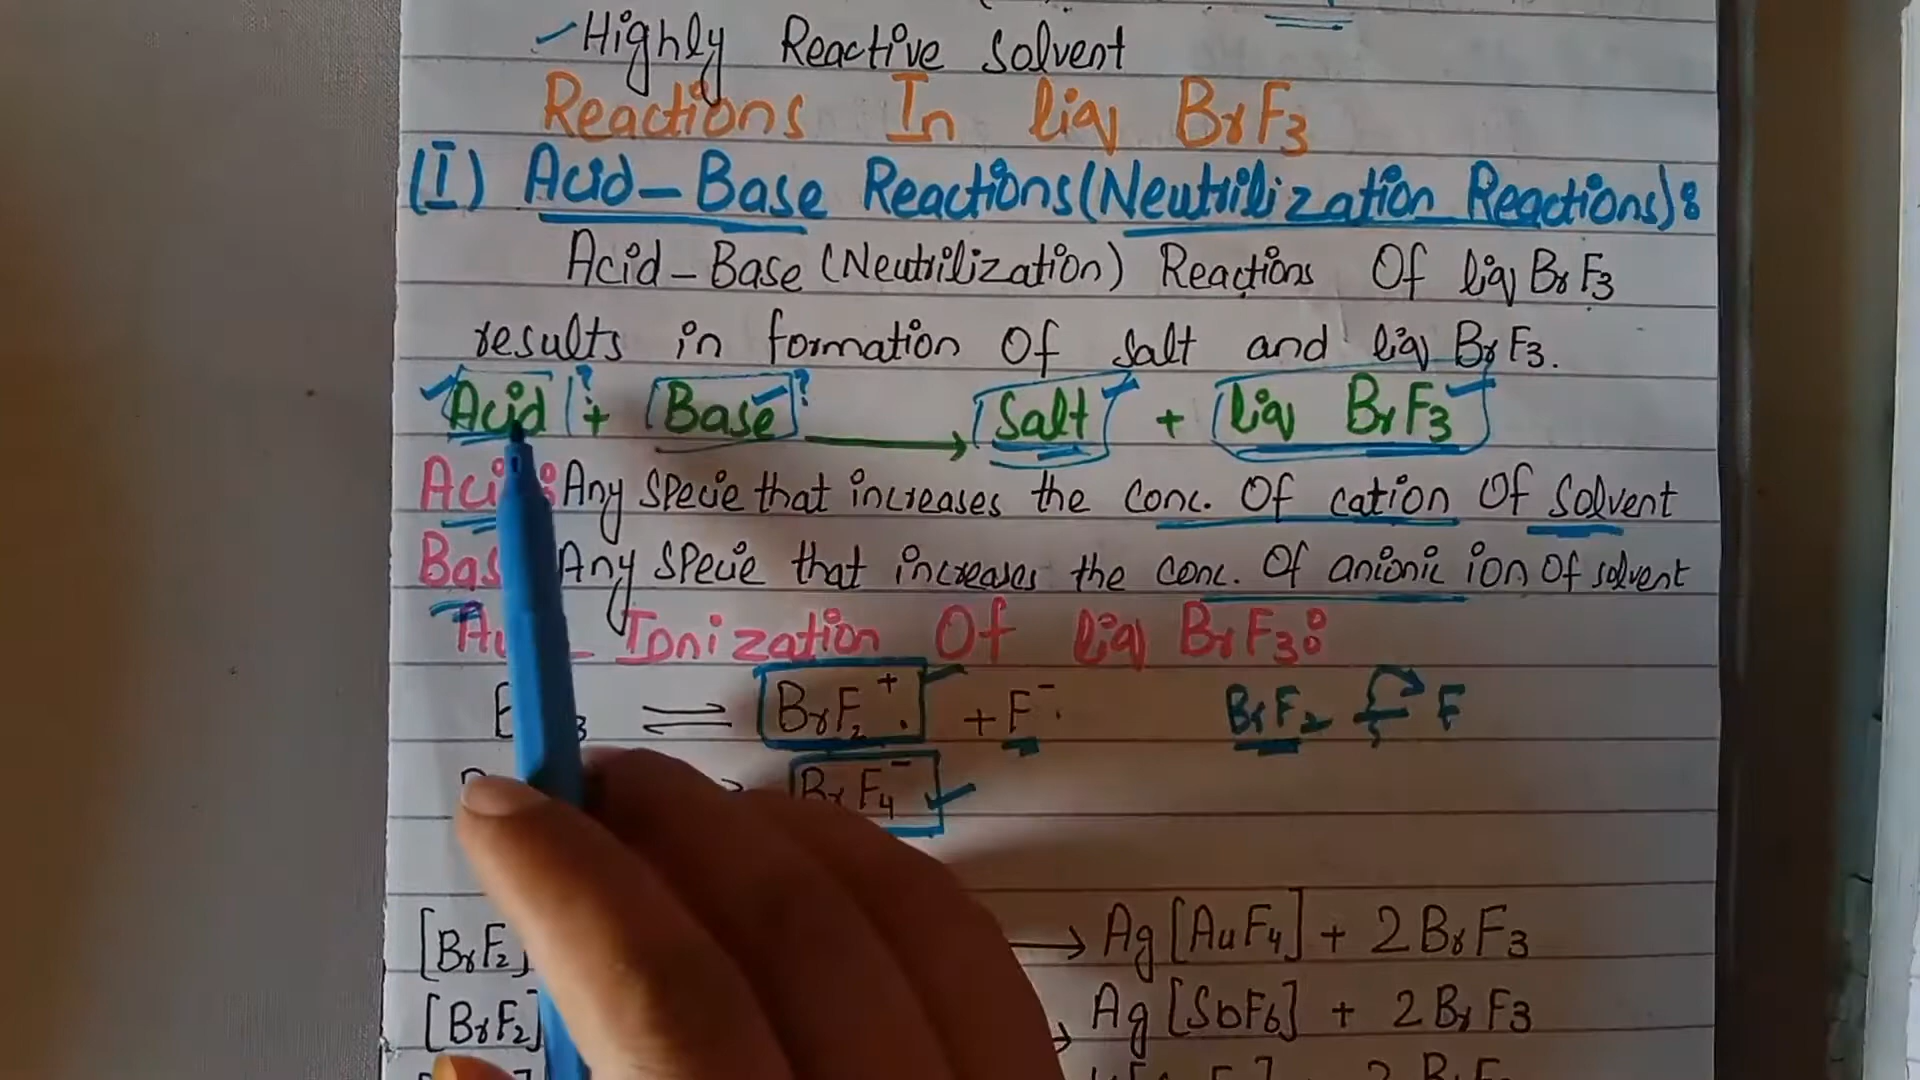 Highly Reactive Solvent
Reactions In liq BrF3
(I) Acid-Base Reactions(Neutrilization Reactions):
Acid-Base (Neutrilization) Reactions Of liq BrF3
results in formation Of Salt and liq BrF3.
Acid ? + Base ? → Salt + liq BrF3
Any Specie that increases the Conc. Of cation Of Solvent
Any Specie that increases the conc. Of anionic ion Of solvent
Ionization Of liq BrF3:
⇌ BrF2+ + F- BrF2 F
BrF4-
[BrF2] → Ag[AuF4] + 2BrF3
[BrF2] Ag[SbF6] + 2BrF3